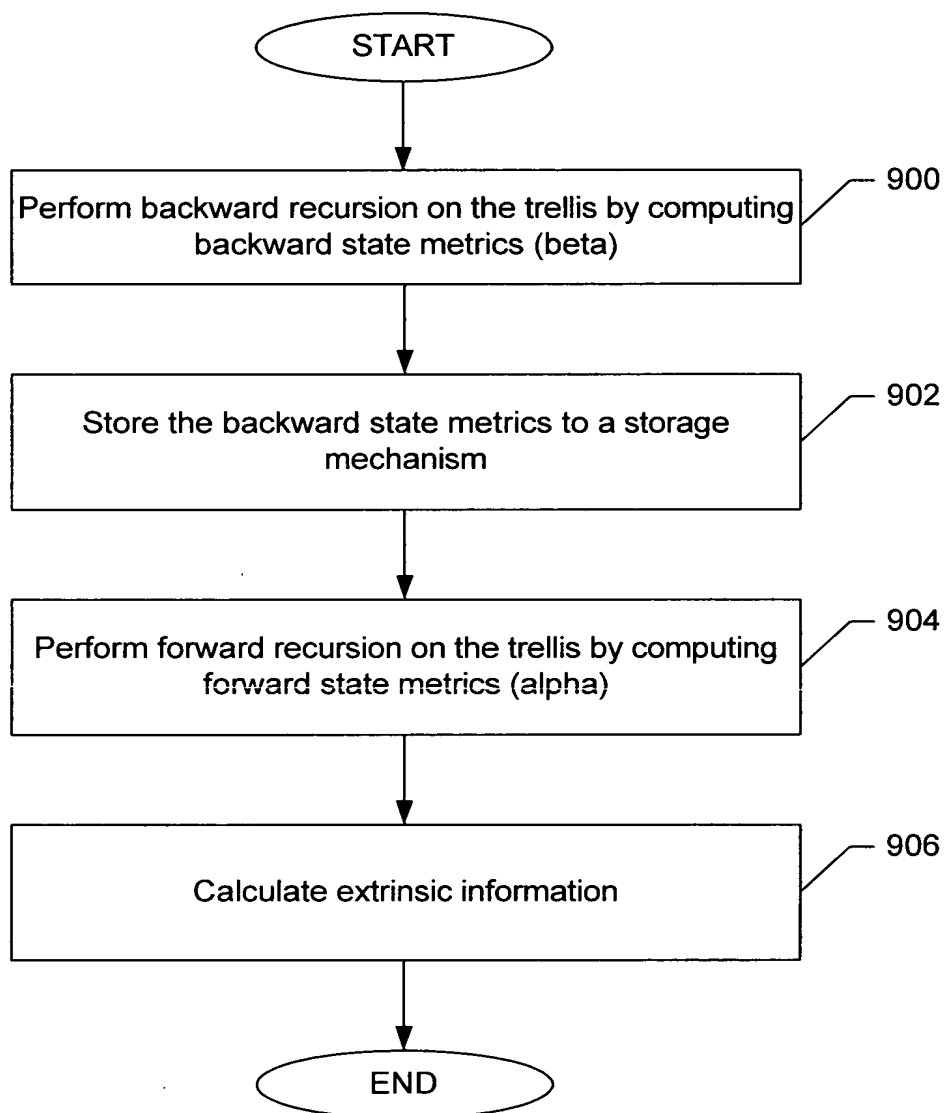 START
Perform backward recursion on the trellis by computing
backward state metrics (beta)
900
Store the backward state metrics to a storage
mechanism
902
Perform forward recursion on the trellis by computing
forward state metrics (alpha)
904
Calculate extrinsic information
906
END